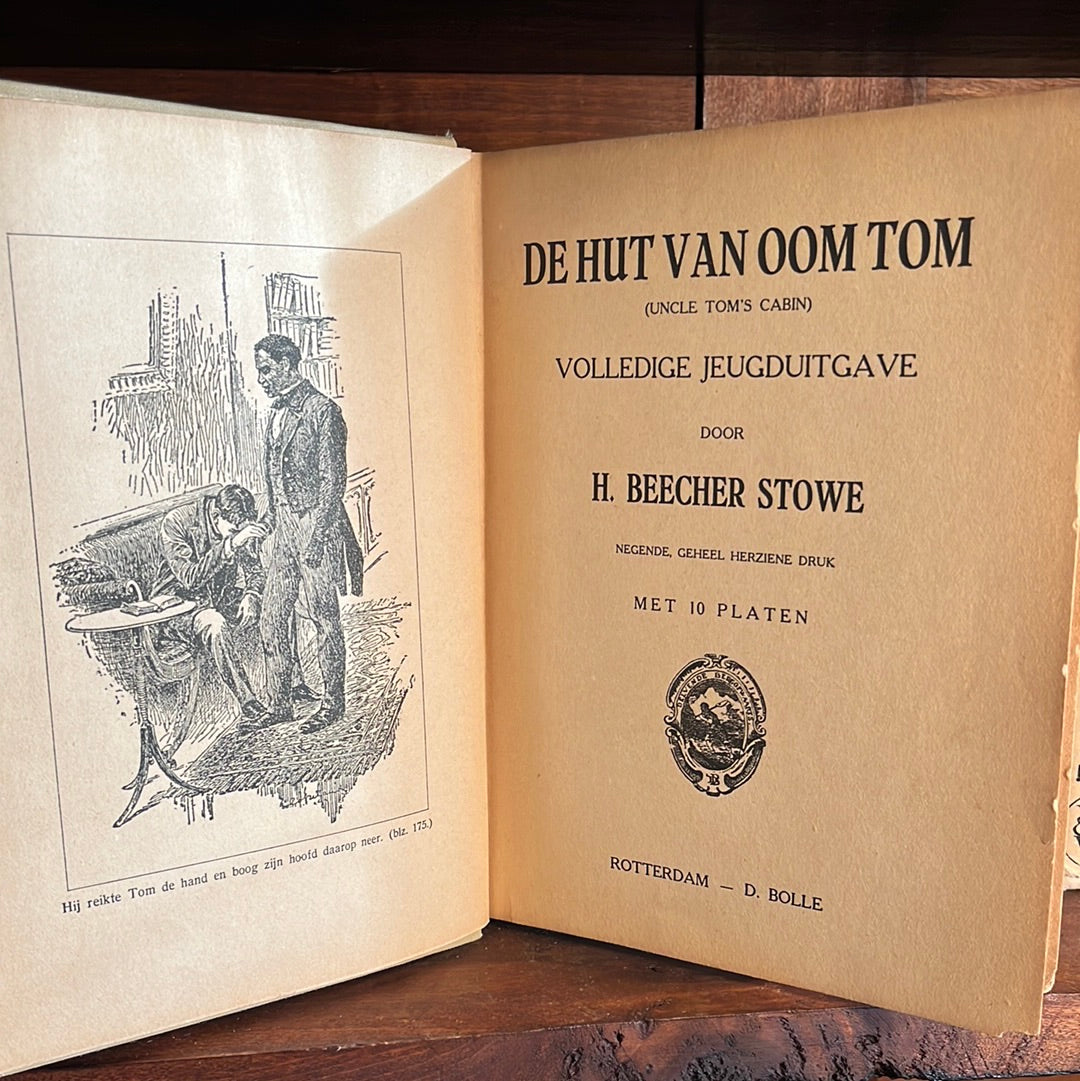 Hij reikte Tom de hand en boog zijn hoofd daarop neer. (blz. 175.)
DE HUT VAN OOM TOM
(UNCLE TOM'S CABIN)
VOLLEDIGE JEUGDUITGAVE
DOOR
H. BEECHER STOWE
NEGENDE, GEHEEL HERZIENE DRUK
MET 10 PLATEN
B
ROTTERDAM — D. BOLLE